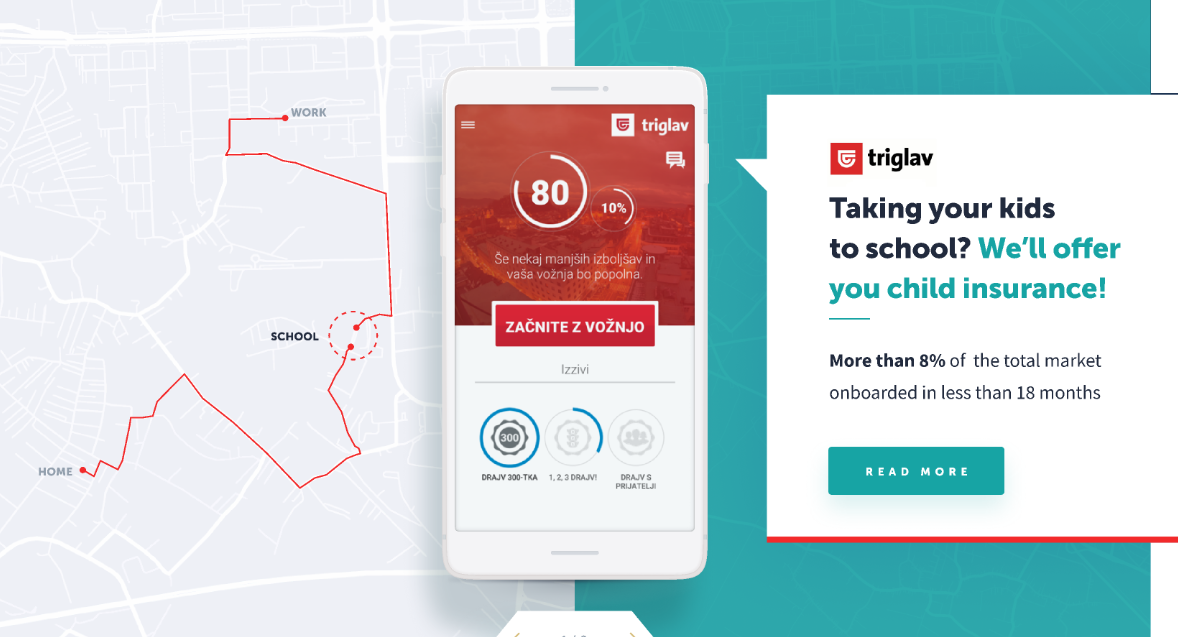 WORK
SCHOOL
HOME
triglav
80
10%
Še nekaj manjših izboljšav in
vaša vožnja bo popolna.
ZAČNITE Z VOŽNJO
Izzivi
300
DRAJV 300-TKA
1, 2, 3 DRAJV!
DRAJV S
PRIJATELJI
triglav
Taking your kids
to school? We'll offer
you child insurance!
More than 8% of the total market
onboarded in less than 18 months
READ MORE